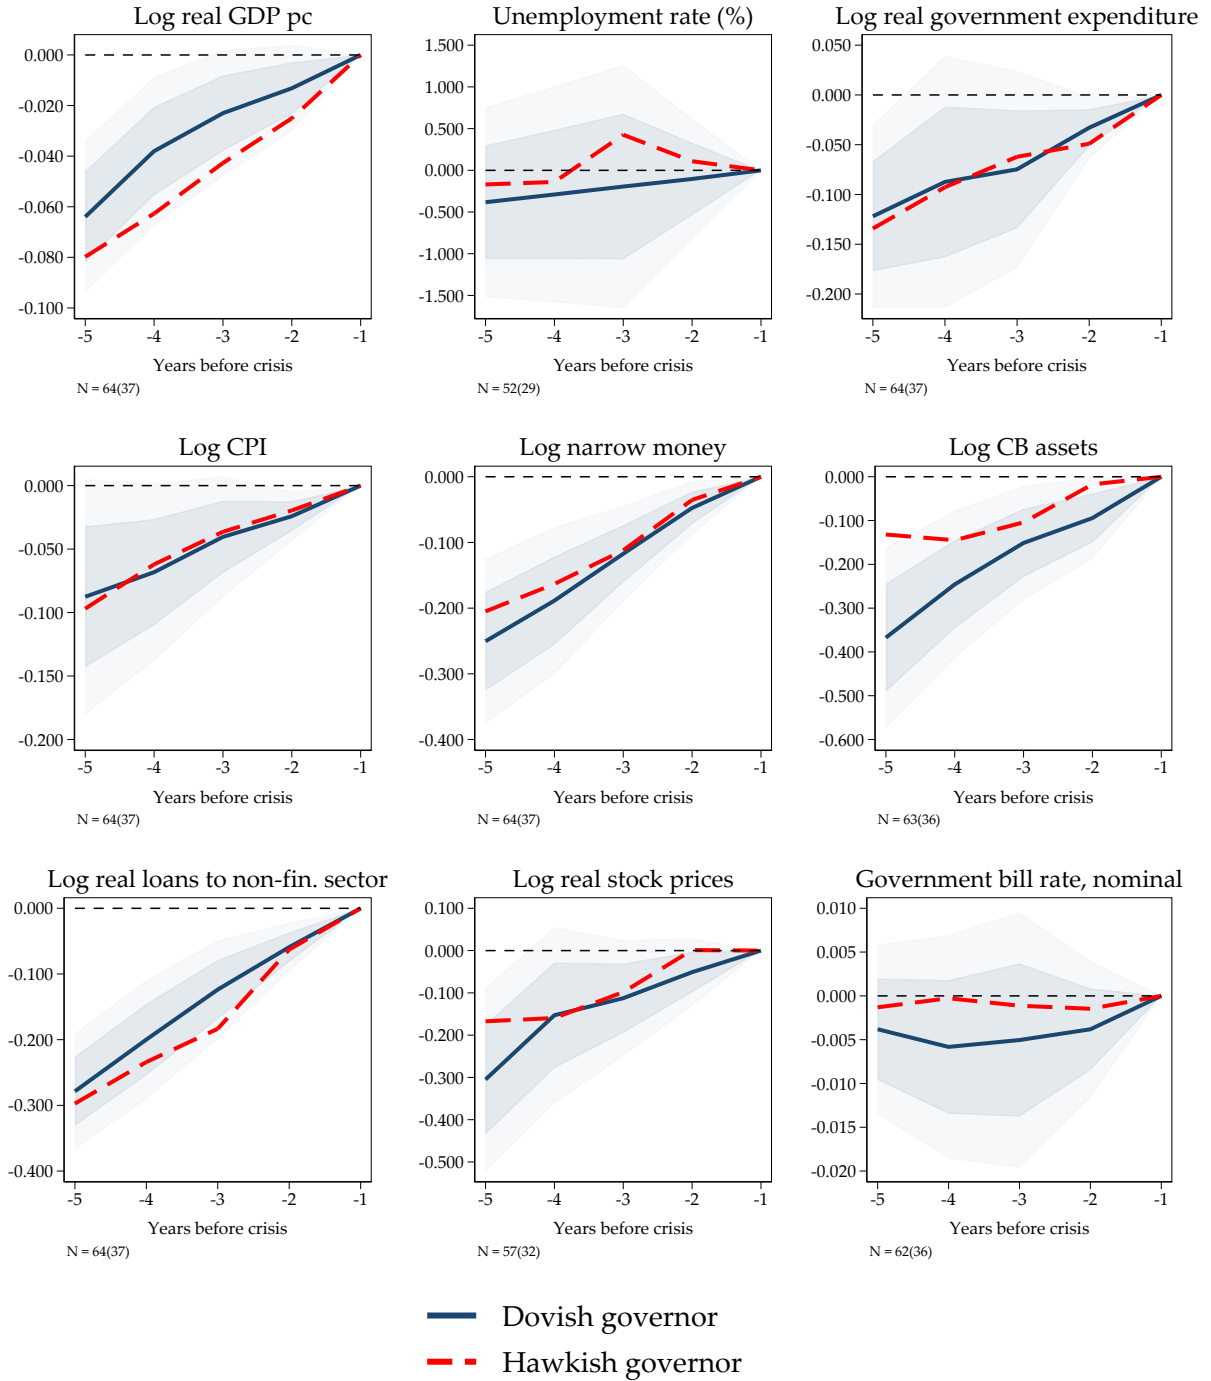 Log real GDP pc
0.000
-0.020
-0.040
-0.060
-0.080
-0.100
-5 -4 -3 -2 -1
Years before crisis
N = 64(37)
Unemployment rate (%)
1.500
1.000
0.500
0.000
-0.500
-1.000
-1.500
-5 -4 -3 -2 -1
Years before crisis
N = 52(29)
Log real government expenditure
0.050
0.000
-0.050
-0.100
-0.150
-0.200
-5 -4 -3 -2 -1
Years before crisis
N = 64(37)
Log CPI
0.000
-0.050
-0.100
-0.150
-0.200
-5 -4 -3 -2 -1
Years before crisis
N = 64(37)
Log narrow money
0.000
-0.100
-0.200
-0.300
-0.400
-5 -4 -3 -2 -1
Years before crisis
N = 64(37)
Log CB assets
0.000
-0.100
-0.200
-0.300
-0.400
-0.500
-0.600
-5 -4 -3 -2 -1
Years before crisis
N = 63(36)
Log real loans to non-fin. sector
0.000
-0.100
-0.200
-0.300
-0.400
-5 -4 -3 -2 -1
Years before crisis
N = 64(37)
Log real stock prices
0.100
0.000
-0.100
-0.200
-0.300
-0.400
-0.500
-5 -4 -3 -2 -1
Years before crisis
N = 57(32)
Government bill rate, nominal
0.010
0.005
0.000
-0.005
-0.010
-0.015
-0.020
-5 -4 -3 -2 -1
Years before crisis
N = 62(36)
Dovish governor
Hawkish governor